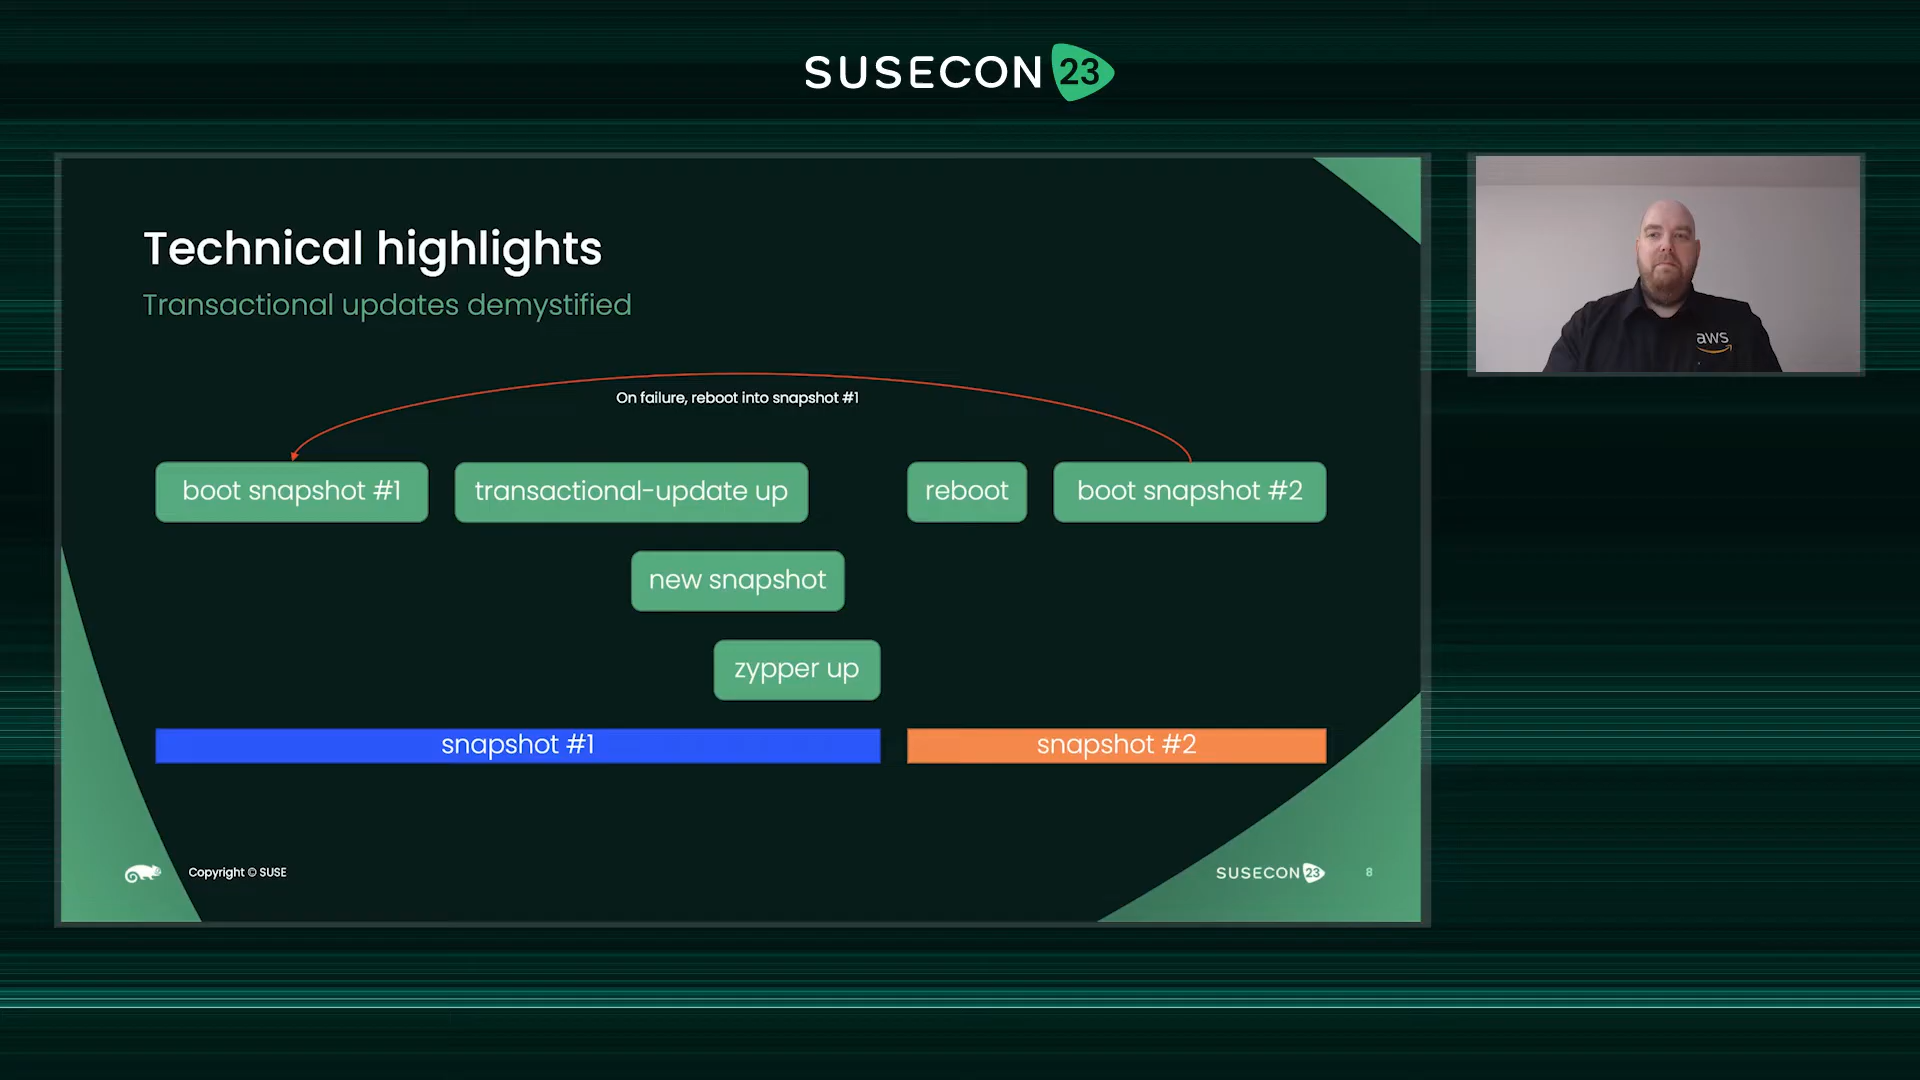 SUSECON 23
Technical highlights
Transactional updates demystified
On failure, reboot into snapshot #1
boot snapshot #1
transactional-update up
reboot
boot snapshot #2
new snapshot
zypper up
snapshot #1
snapshot #2
Copyright © SUSE
SUSECON 23
8
aws